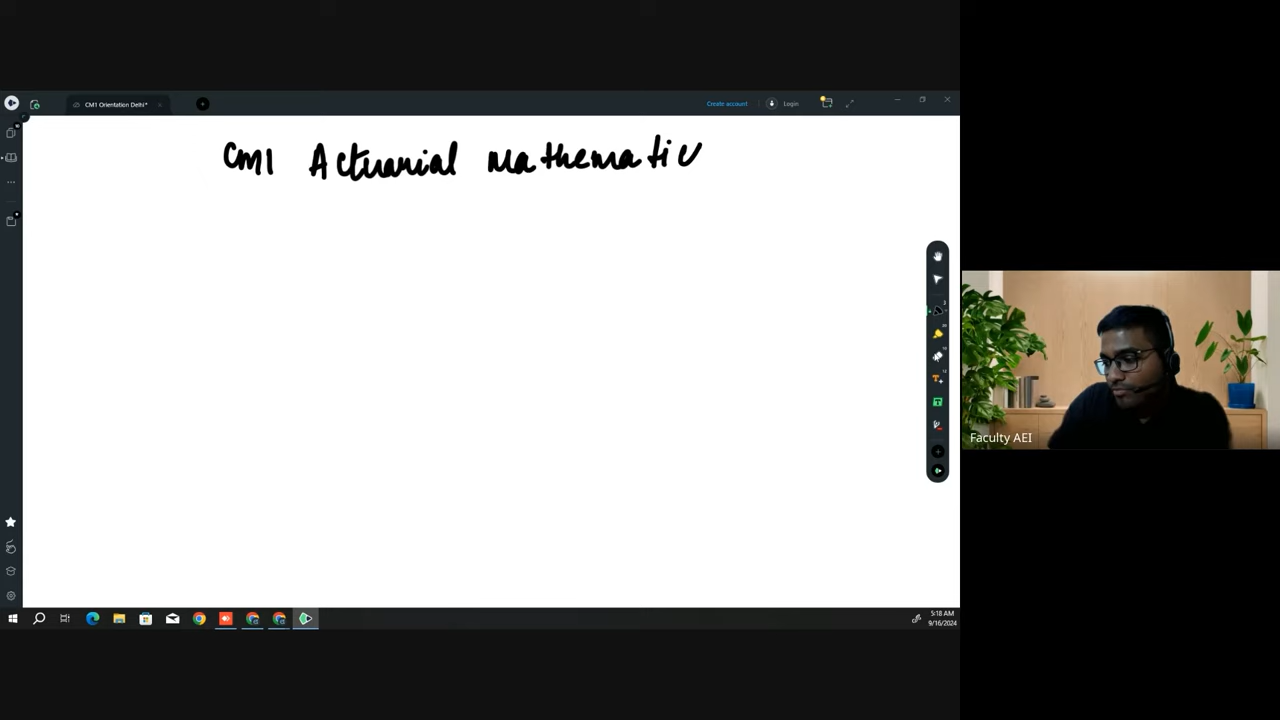 CM1 Orientation Delhi*
Create account
Login
CM1 Actuarial Mathematic
Faculty AEI
5:18 AM
9/16/2024